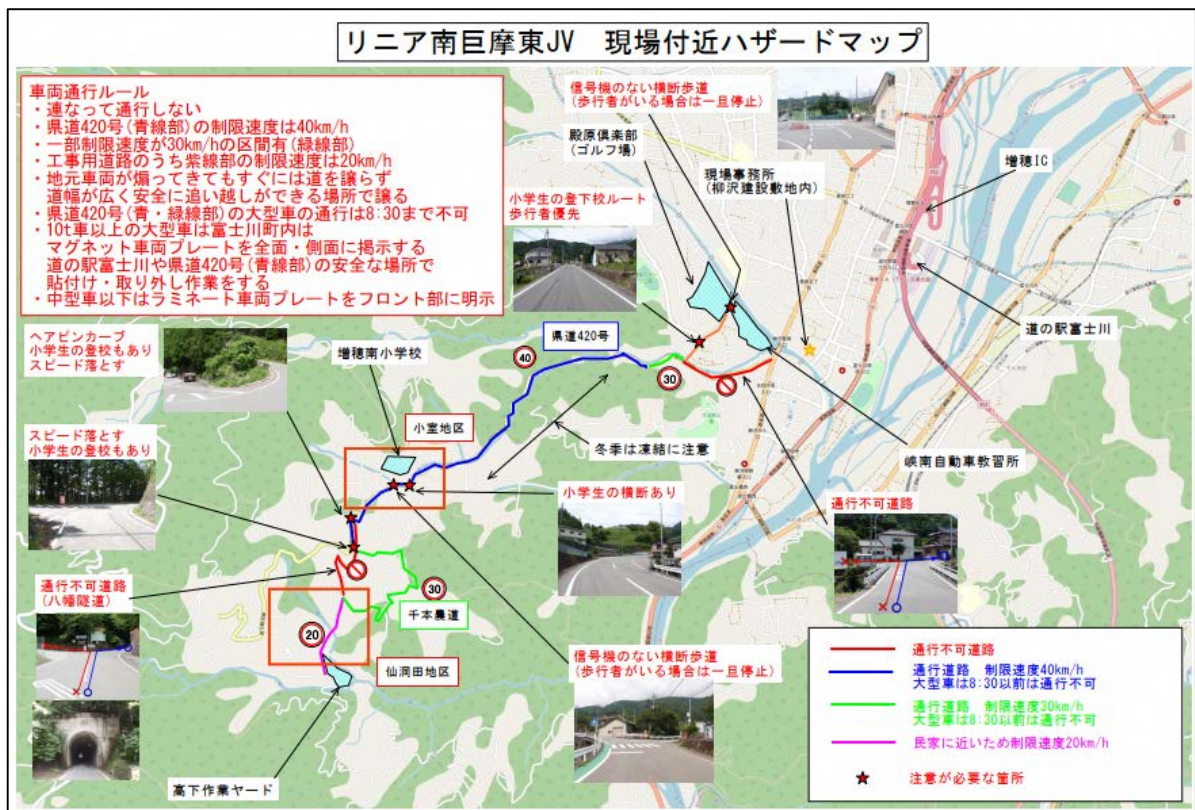 リニア南巨摩東JV　現場付近ハザードマップ
車両通行ルール
・連なって通行しない
・県道420号(青線部)の制限速度は40km/h
・一部制限速度が30km/hの区間有(緑線部)
・工事用道路のうち紫線部の制限速度は20km/h
・地元車両が煽ってきてもすぐには道を譲らず
道幅が広く安全に追い越しができる場所で譲る
・県道420号(青・緑線部)の大型車の通行は8:30まで不可
・10t車以上の大型車は富士川町内は
マグネット車両プレートを全面・側面に掲示する
道の駅富士川や県道420号(青線部)の安全な場所で
貼付け・取り外し作業をする
・中型車以下はラミネート車両プレートをフロント部に明示
信号機のない横断歩道
(歩行者がいる場合は一旦停止)
殿原倶楽部
(ゴルフ場)
現場事務所
(柳沢建設敷地内)
増穂IC
小学生の登下校ルート
歩行者優先
道の駅富士川
ヘアピンカーブ
小学生の登校もあり
スピード落とす
増穂南小学校
県道420号
40
30
小室地区
冬季は凍結に注意
峡南自動車教習所
スピード落とす
小学生の登校もあり
小学生の横断あり
通行不可道路
通行不可道路
(八幡隧道)
30
千本農道
20
仙洞田地区
信号機のない横断歩道
(歩行者がいる場合は一旦停止)
高下作業ヤード
通行不可道路
通行道路　制限速度40km/h
大型車は8:30以前は通行不可
通行道路　制限速度30km/h
大型車は8:30以前は通行不可
民家に近いため制限速度20km/h
注意が必要な箇所